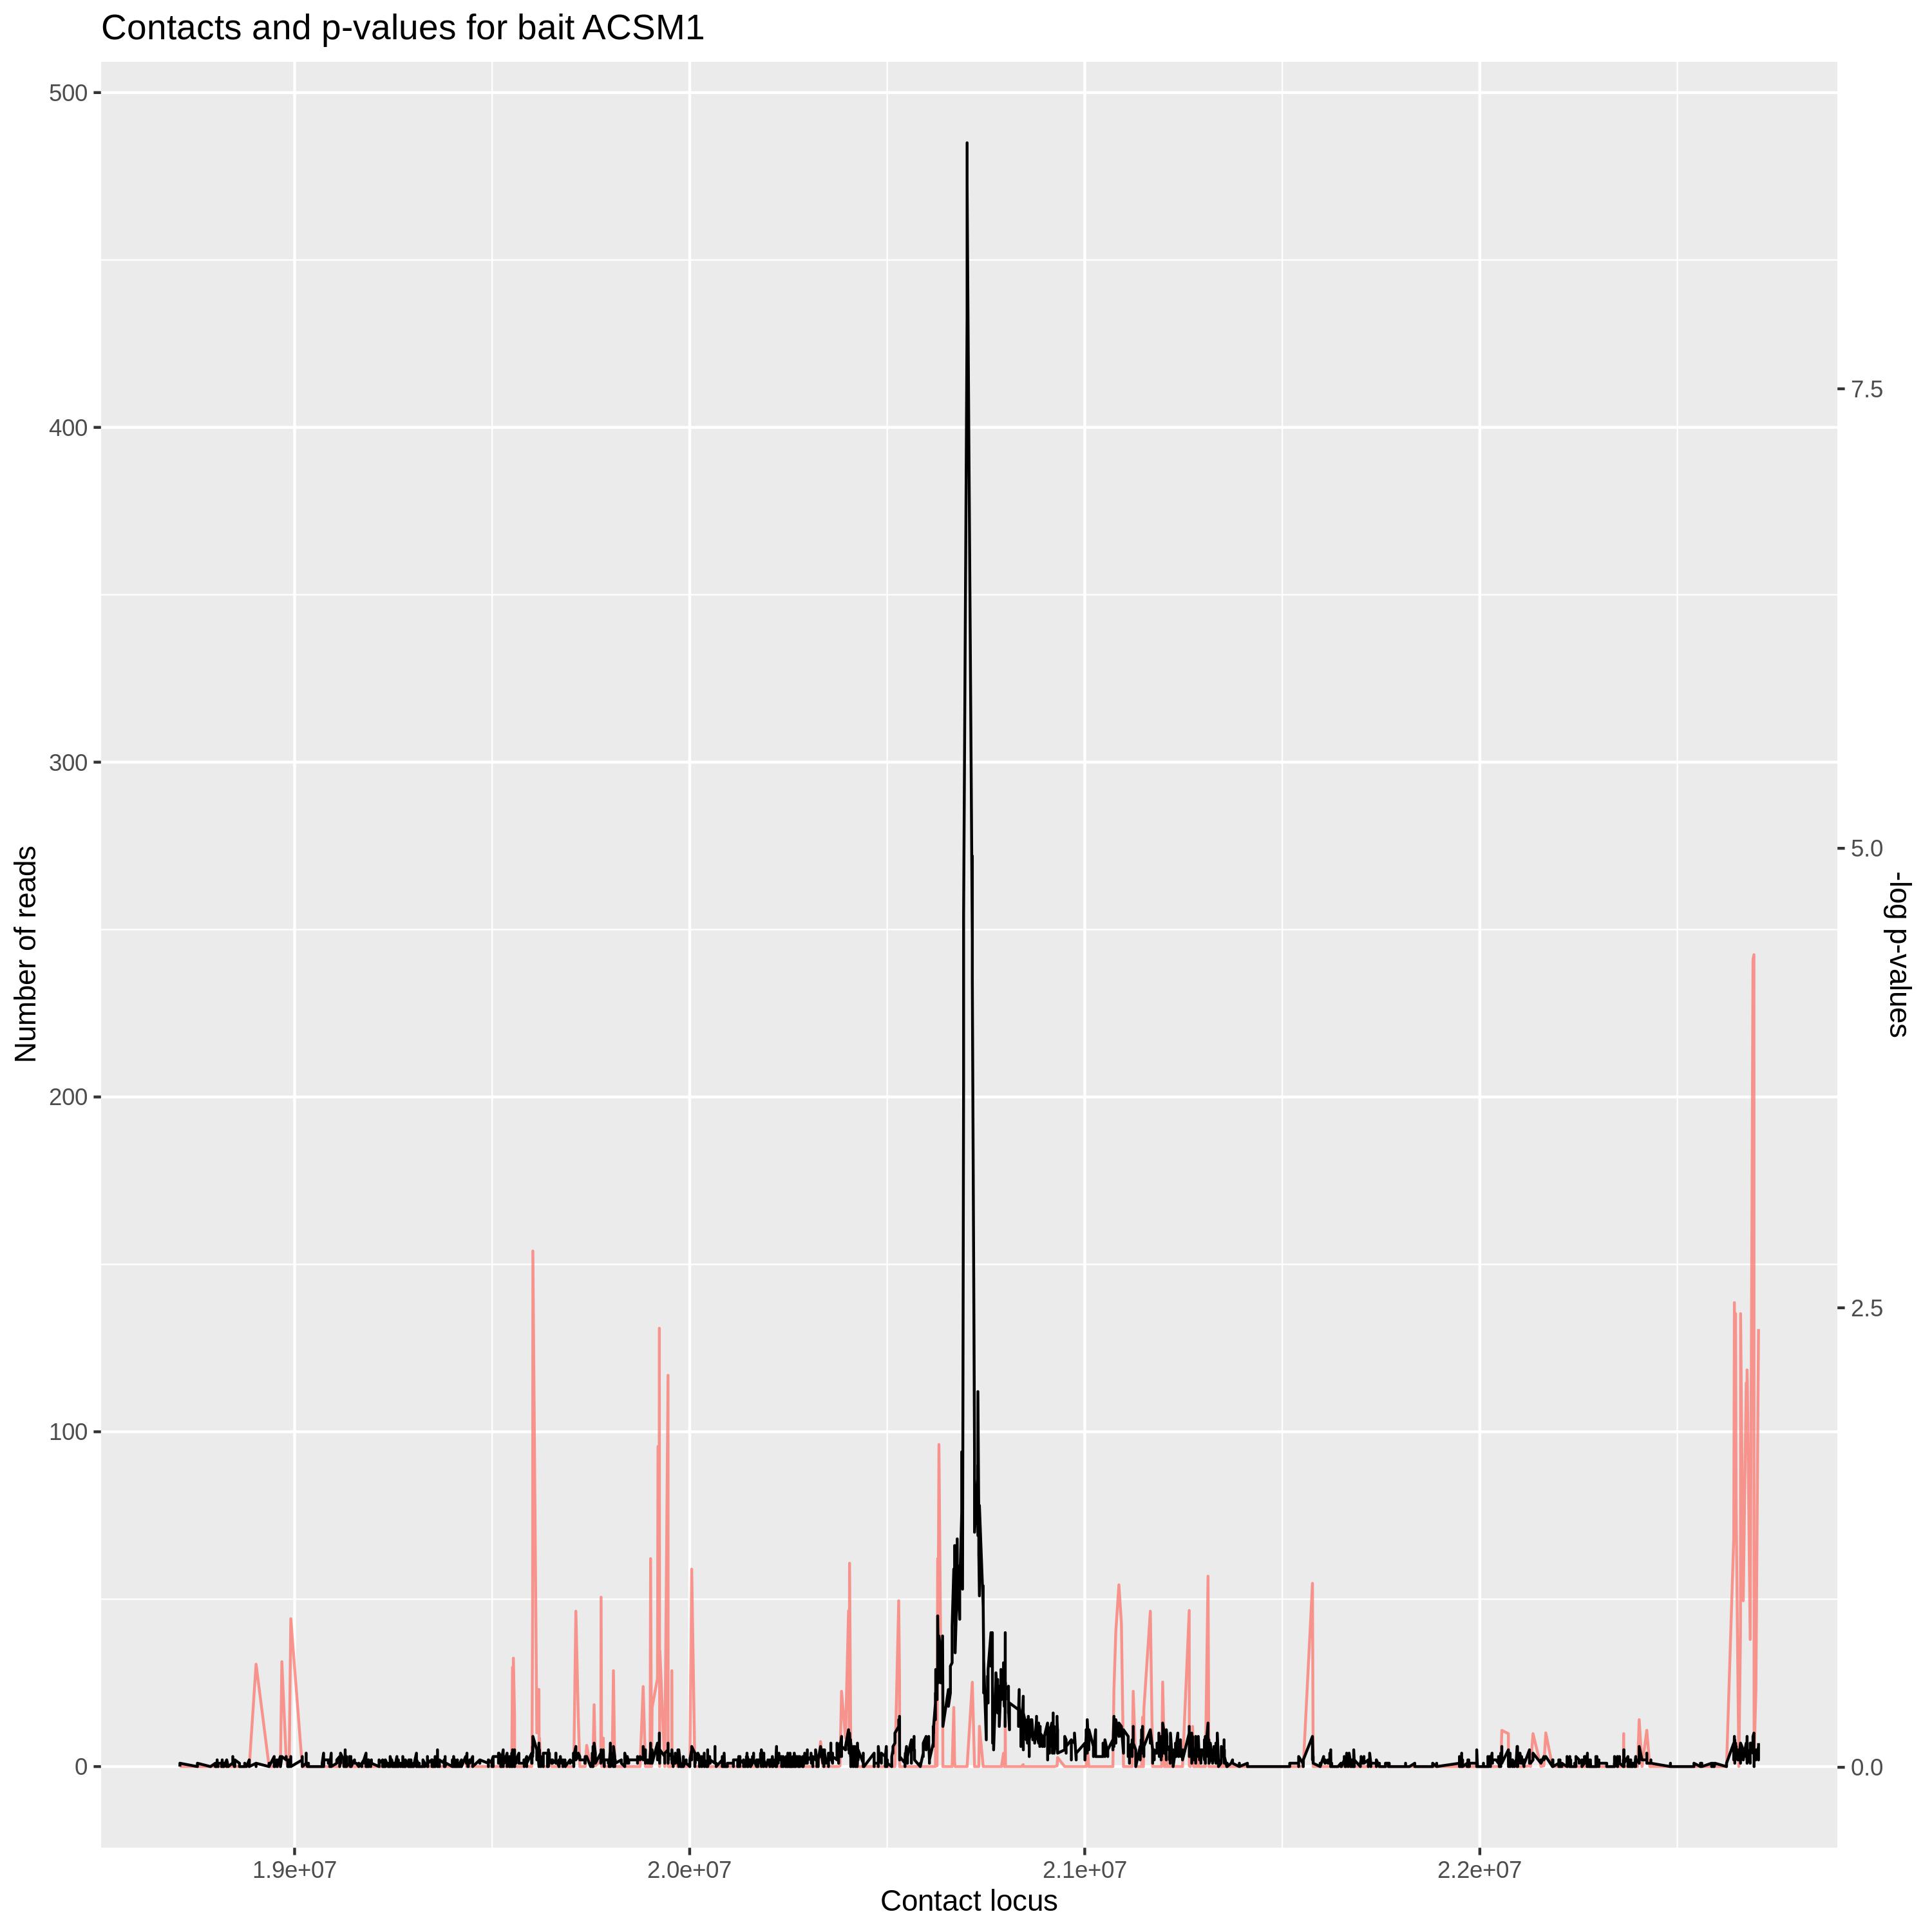 Contacts and p-values for bait ACSM1
500
400
300
200
100
0
Number of reads
7.5
5.0
2.5
0.0
-log p-values
1.9e+07
2.0e+07
2.1e+07
2.2e+07
Contact locus